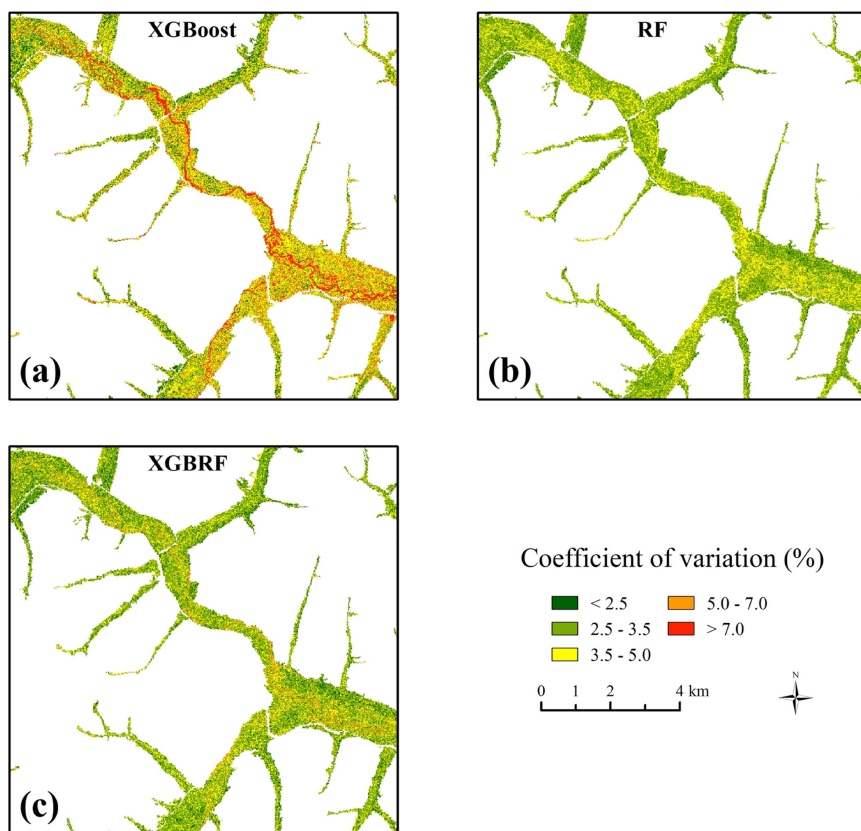 XGBoost
(a)
RF
(b)
XGBRF
(c)
Coefficient of variation (%)
< 2.5
5.0 - 7.0
2.5 - 3.5
> 7.0
3.5 - 5.0
0 1 2 4 km
N